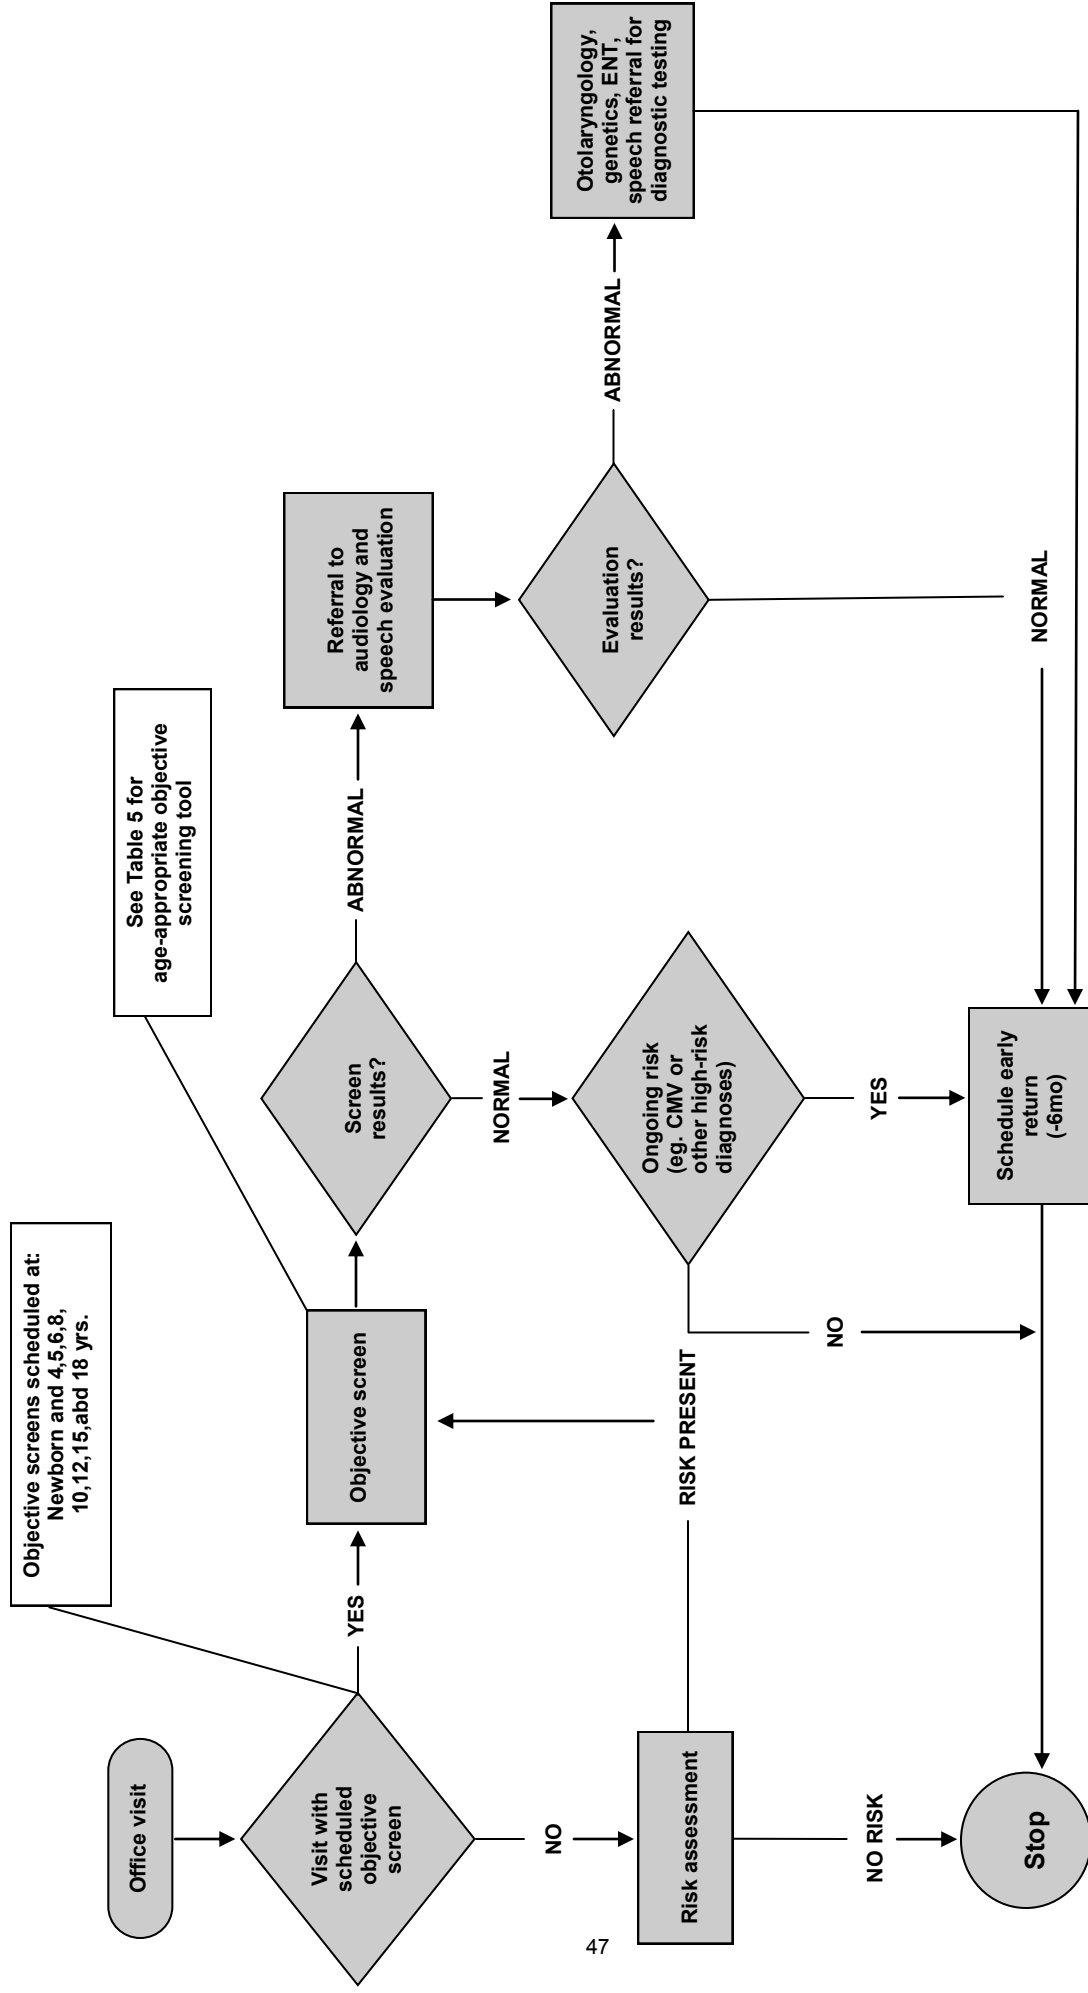 Objective screens scheduled at:
Newborn and 4,5,6,8,
10,12,15,abd 18 yrs.
See Table 5 for
age-appropriate objective
screening tool
Office visit
Visit with
scheduled
objective
screen
YES
Objective screen
Screen
results?
ABNORMAL
Referral to
audiology and
speech evaluation
NO
RISK PRESENT
NORMAL
Risk assessment
Ongoing risk
(eg. CMV or
other high-risk
diagnoses)
Evaluation
results?
ABNORMAL
Otolaryngology,
genetics, ENT,
speech referral for
diagnostic testing
NO RISK
NO
YES
NORMAL
Stop
Schedule early
return
(-6mo)
47